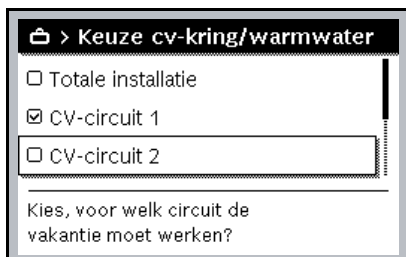 > Keuze cv-kring/warmwater
Totale installatie
CV-circuit 1
CV-circuit 2
Kies, voor welk circuit de
vakantie moet werken?